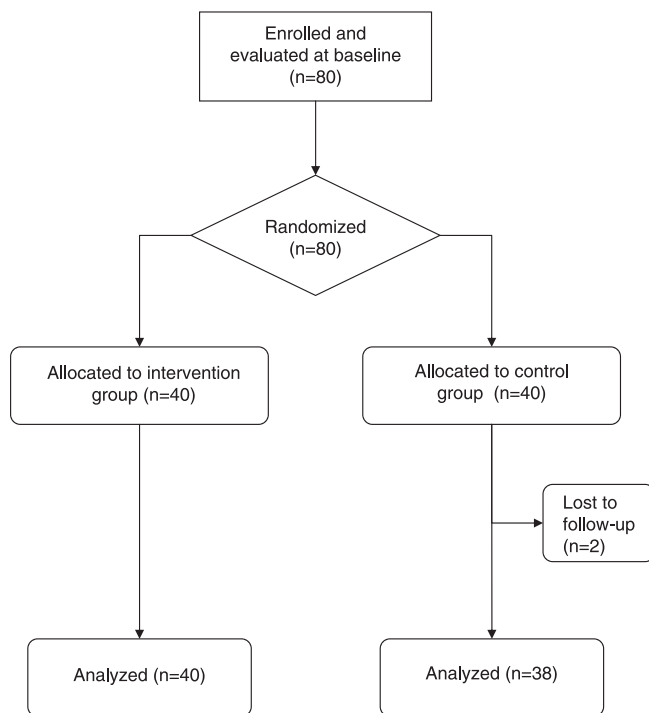 Enrolled and
evaluated at baseline
(n=80)
Randomized
(n=80)
Allocated to intervention
group (n=40)
Allocated to control
group (n=40)
Lost to
follow-up
(n=2)
Analyzed (n=40)
Analyzed (n=38)